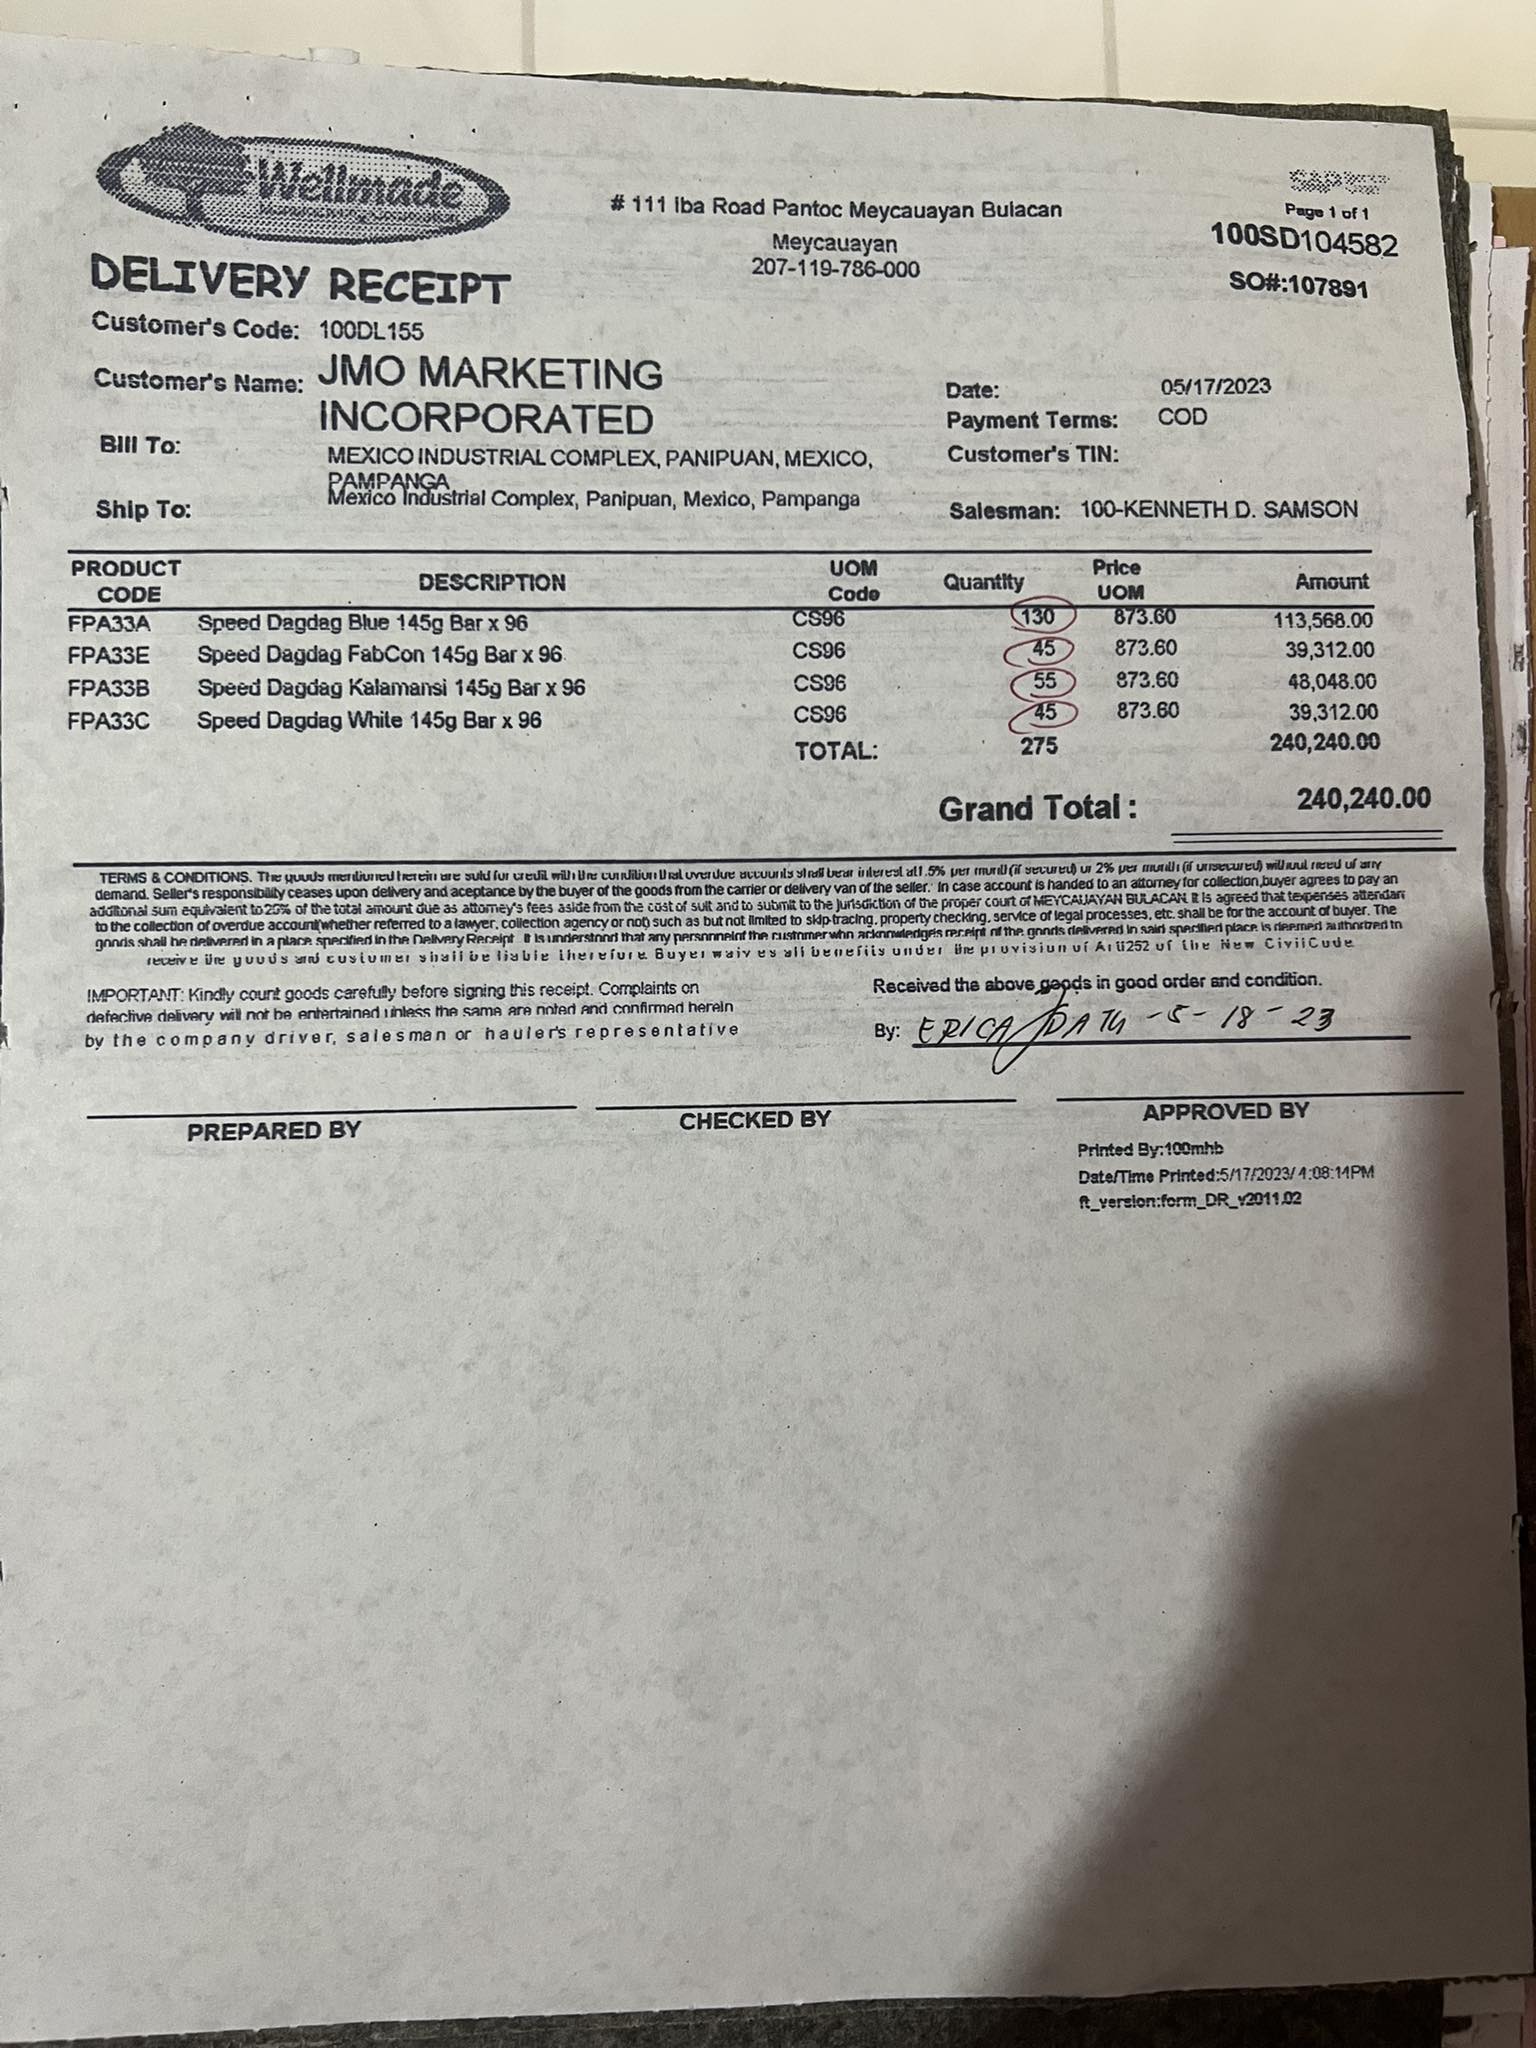 Wellmade
# 111 Iba Road Pantoc Meycauayan Bulacan
Meycauayan
207-119-786-000
Page 1 of 1
100SD104582
SO#:107891
DELIVERY RECEIPT
Customer's Code: 100DL155
Customer's Name: JMO MARKETING
INCORPORATED
Date: 05/17/2023
Payment Terms: COD
Bill To: MEXICO INDUSTRIAL COMPLEX, PANIPUAN, MEXICO,
PAMPANGA
Customer's TIN:
Ship To: Mexico Industrial Complex, Panipuan, Mexico, Pampanga
Salesman: 100-KENNETH D. SAMSON
PRODUCT CODE DESCRIPTION UOM Code Quantity Price UOM Amount
FPA33A Speed Dagdag Blue 145g Bar x 96 CS96 130 873.60 113,568.00
FPA33E Speed Dagdag FabCon 145g Bar x 96 CS96 45 873.60 39,312.00
FPA33B Speed Dagdag Kalamansi 145g Bar x 96 CS96 55 873.60 48,048.00
FPA33C Speed Dagdag White 145g Bar x 96 CS96 45 873.60 39,312.00
TOTAL: 275 240,240.00
Grand Total : 240,240.00
TERMS & CONDITIONS. The goods mentioned herein are sold for credit with the condition that overdue accounts shall bear interest at1.5% per month(if secured) or 2% per month (if unsecured) without need of any
demand. Seller's responsibility ceases upon delivery and aceptance by the buyer of the goods from the carrier or delivery van of the seller. In case account is handed to an attorney for collection,buyer agrees to pay an
additonal sum equivalent to25% of the total amount due as attorney's fees aside from the cost of suit and to submit to the jurisdiction of the proper court of MEYCAUAYAN BULACAN. It is agreed that texpenses attendan
to the collection of overdue account(whether referred to a lawyer, collection agency or not) such as but not limited to skip-tracing, property checking, service of legal processes, etc. shall be for the account of buyer. The
goods shall be delivered in a place specified in the Delivery Receipt. It is understood that any personnelof the customer who acknowledges receipt of the goods delivered in said specified place is deemed authorized to
receive the goods and customer shall be liable therefore. Buyer waives all benefits under the provision of Art1252 of the New CivilCode
IMPORTANT: Kindly count goods carefully before signing this receipt. Complaints on
defective delivery will not be entertained unless the same are noted and confirmed herein
by the company driver, salesman or hauler's representative
Received the above goods in good order and condition.
By: ERICA -5-18-23
PREPARED BY
CHECKED BY
APPROVED BY
Printed By:100mhb
Date/Time Printed:5/17/2023/ 4:08:14PM
ft_version:form_DR_v2011.02